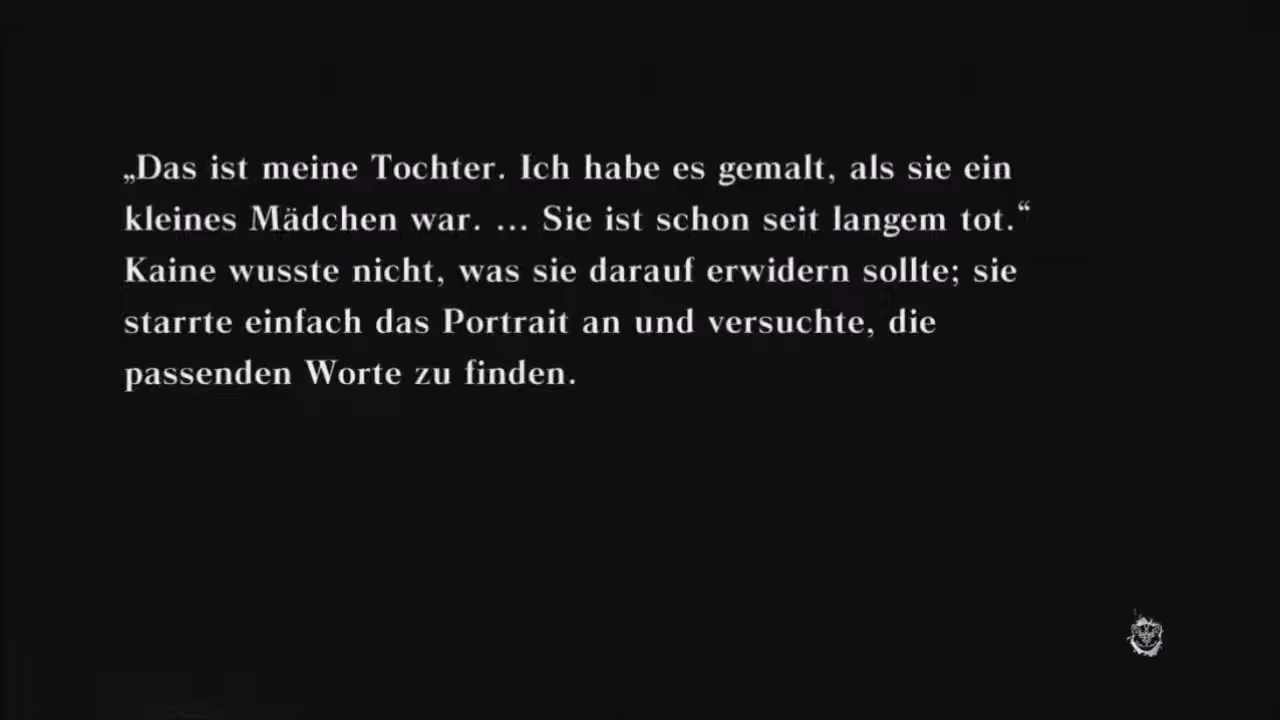 „Das ist meine Tochter. Ich habe es gemalt, als sie ein
kleines Mädchen war. ... Sie ist schon seit langem tot.“
Kaine wusste nicht, was sie darauf erwidern sollte; sie
starrte einfach das Portrait an und versuchte, die
passenden Worte zu finden.